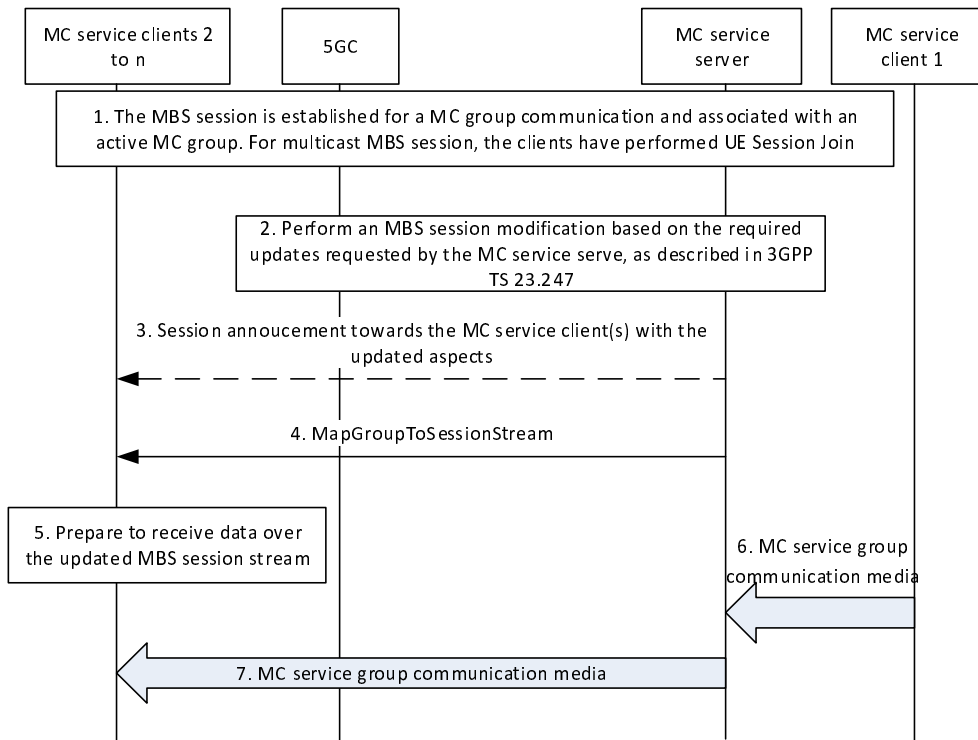 MC service clients 2
to n
5GC
MC service
server
MC service
client 1
1. The MBS session is established for a MC group communication and associated with an
active MC group. For multicast MBS session, the clients have performed UE Session Join
2. Perform an MBS session modification based on the required
updates requested by the MC service serve, as described in 3GPP
TS 23.247
3. Session annoucement towards the MC service client(s) with the
updated aspects
4. MapGroupToSessionStream
5. Prepare to receive data over
the updated MBS session stream
6. MC service group
communication media
7. MC service group communication media